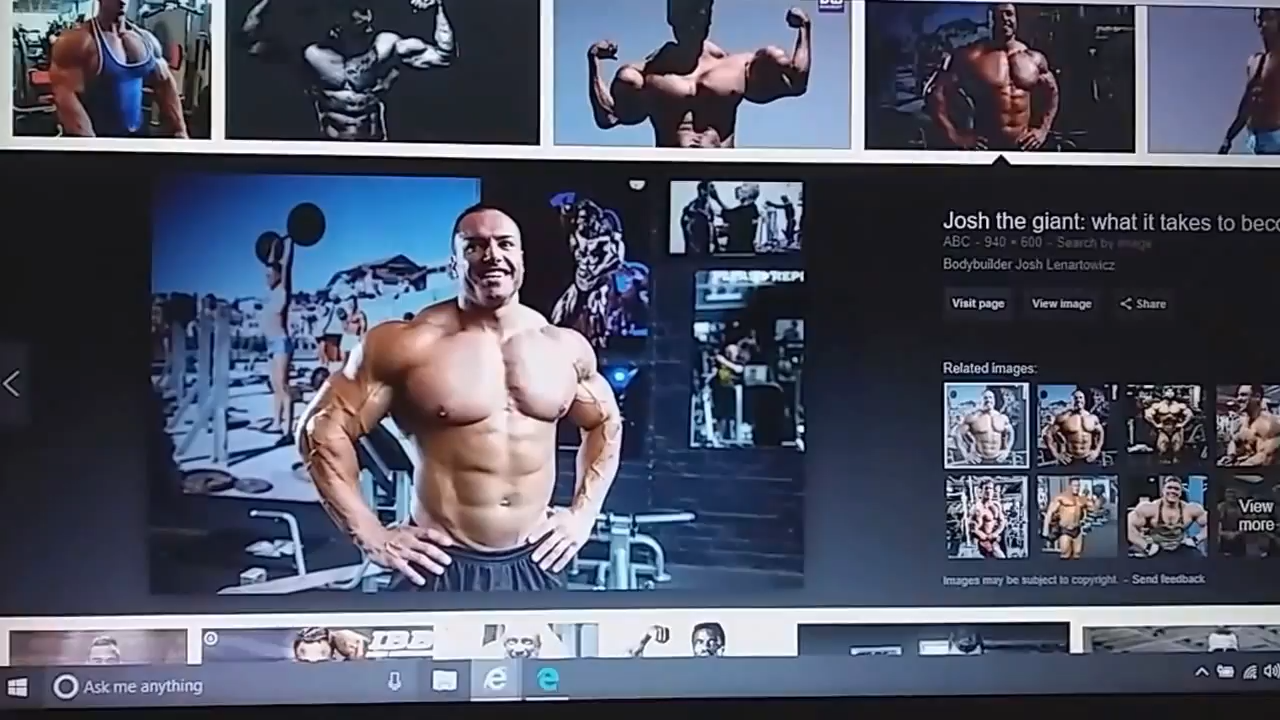 Josh the giant: what it takes to bec
ABC - 940 × 600 - Search by image
Bodybuilder Josh Lenartowicz
Visit page
View image
Share
Related images:
View more
Images may be subject to copyright. - Send feedback
Ask me anything